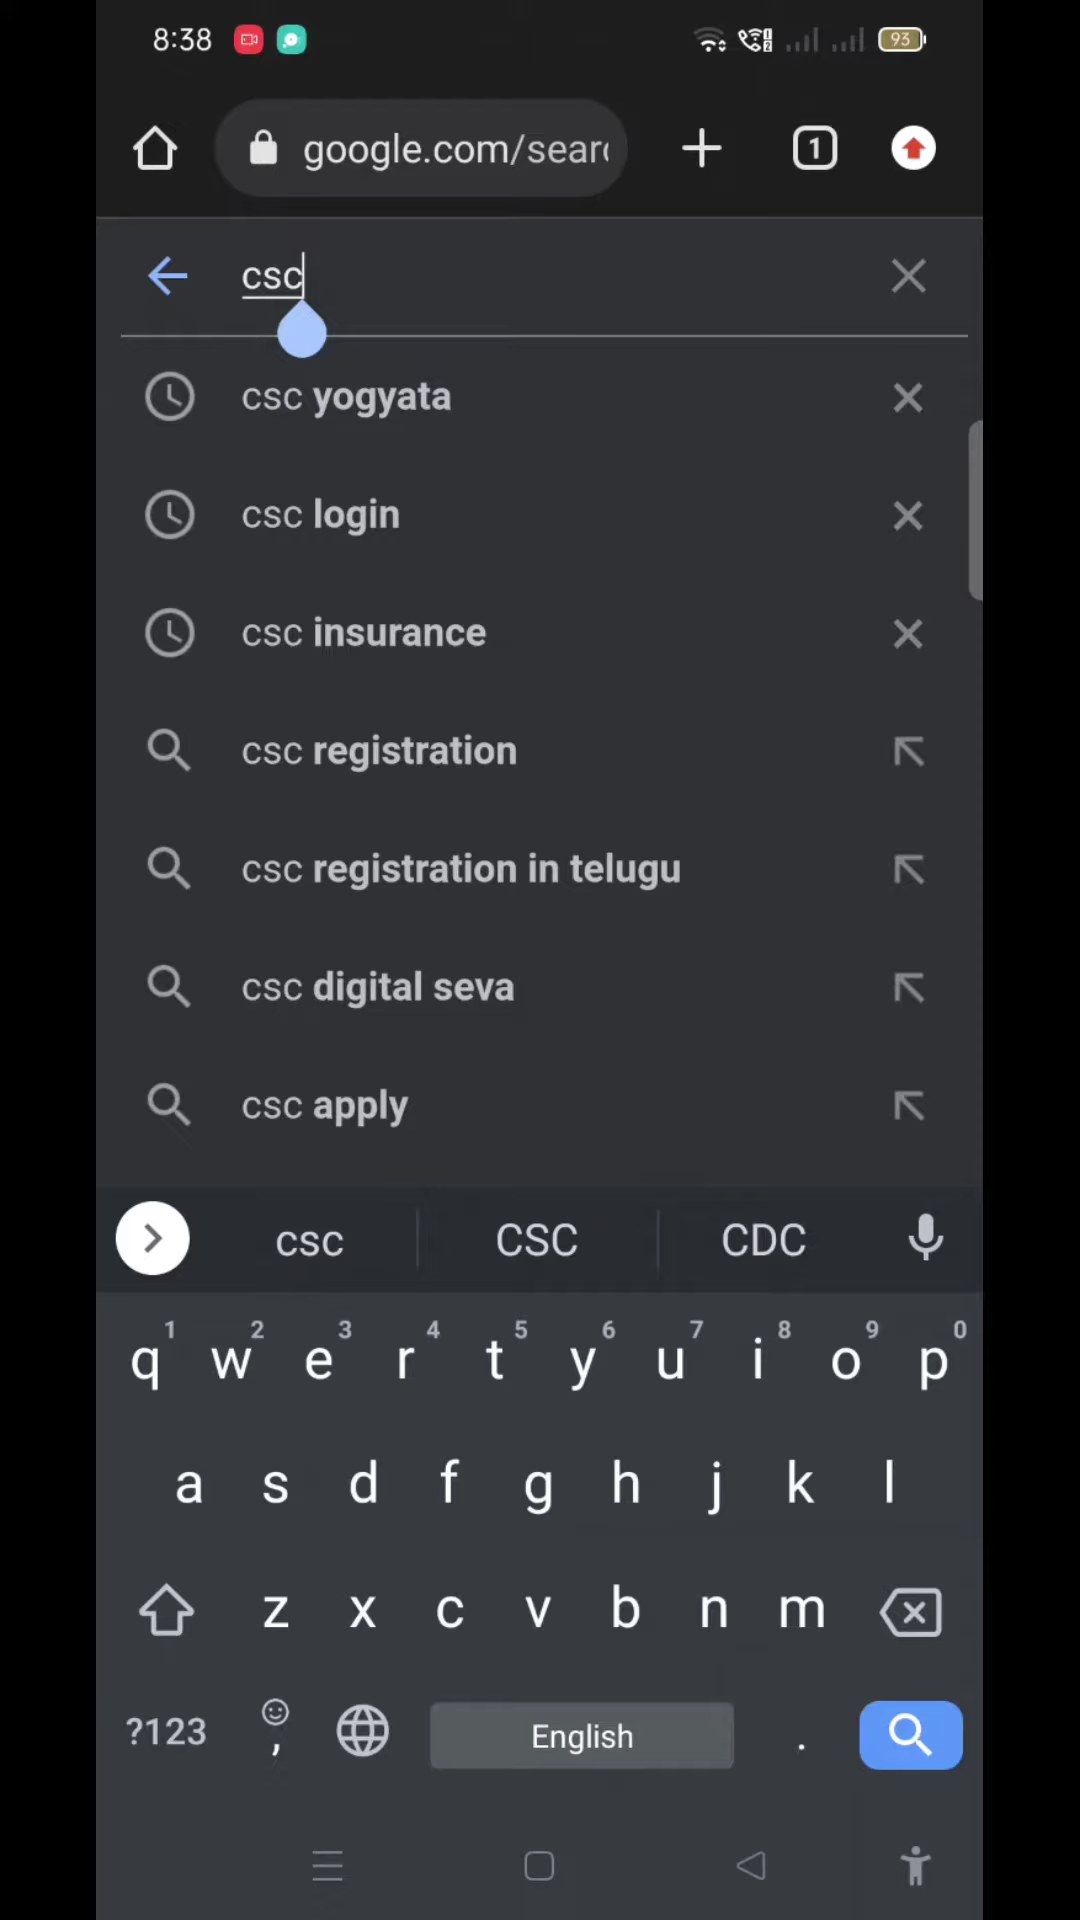 8:38
93
google.com/sear
1
csc
csc yogyata
csc login
csc insurance
csc registration
csc registration in telugu
csc digital seva
csc apply
csc CSC CDC
1 2 3 4 5 6 7 8 9 0
q w e r t y u i o p
a s d f g h j k l
z x c v b n m
?123 , English .